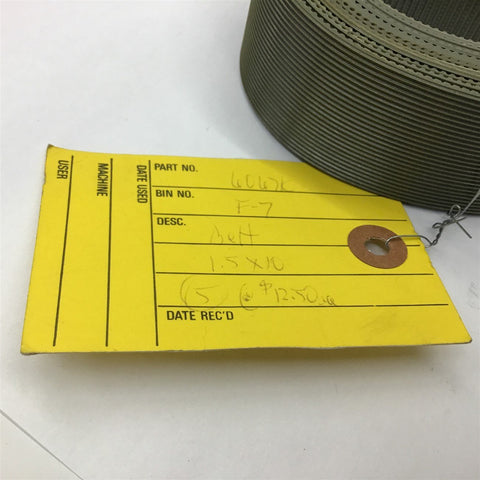 PART NO.
BIN NO. F-7
DESC. Belt
1.5 X 10
(5) @ $12.50 ea
DATE REC'D
DATE USED
MACHINE
USER